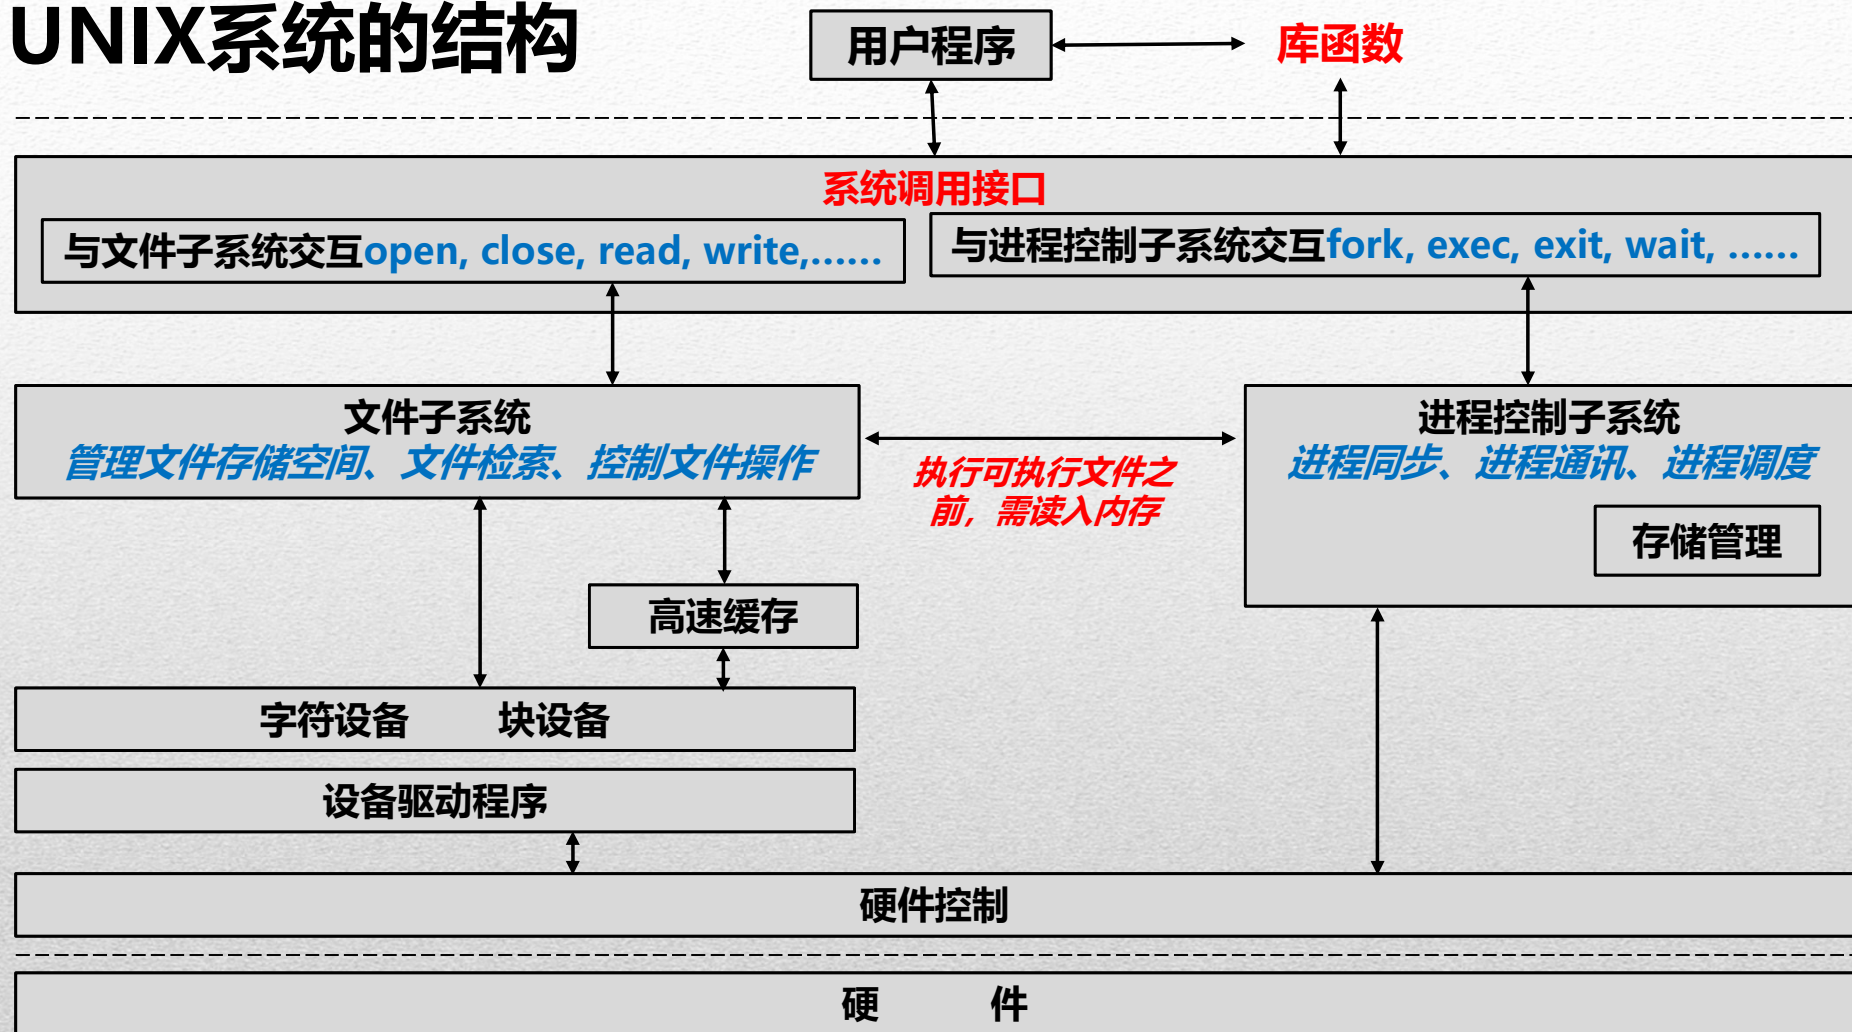 UNIX系统的结构
用户程序
库函数
系统调用接口
与文件子系统交互open, close, read, write,……
与进程控制子系统交互fork, exec, exit, wait, ……
文件子系统
管理文件存储空间、文件检索、控制文件操作
执行可执行文件之
前，需读入内存
进程控制子系统
进程同步、进程通讯、进程调度
存储管理
高速缓存
字符设备 块设备
设备驱动程序
硬件控制
硬 件